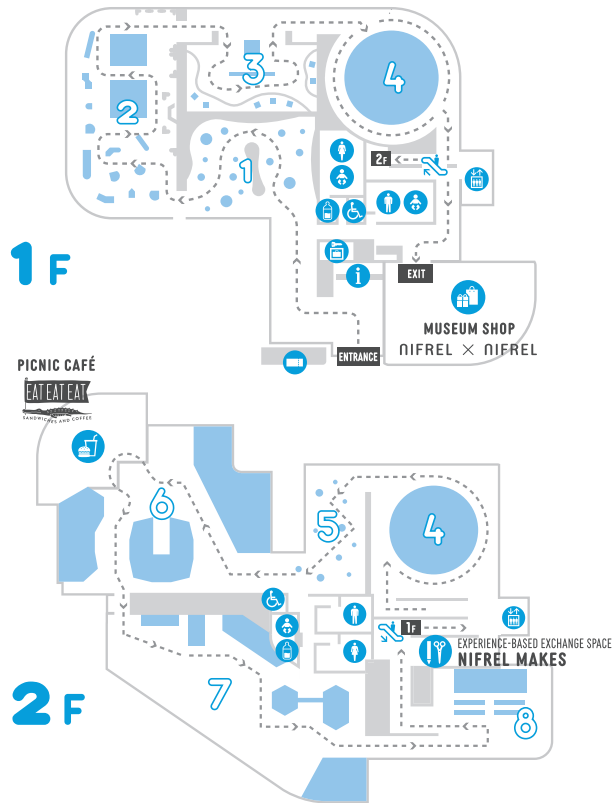 3
4
2
1
2F
1F
EXIT
MUSEUM SHOP
NIFREL × NIFREL
ENTRANCE
PICNIC CAFÉ
EAT EAT EAT
SANDWICHES AND COFFEE
6
5
4
1F
EXPERIENCE-BASED EXCHANGE SPACE
NIFREL MAKES
7
2F
8